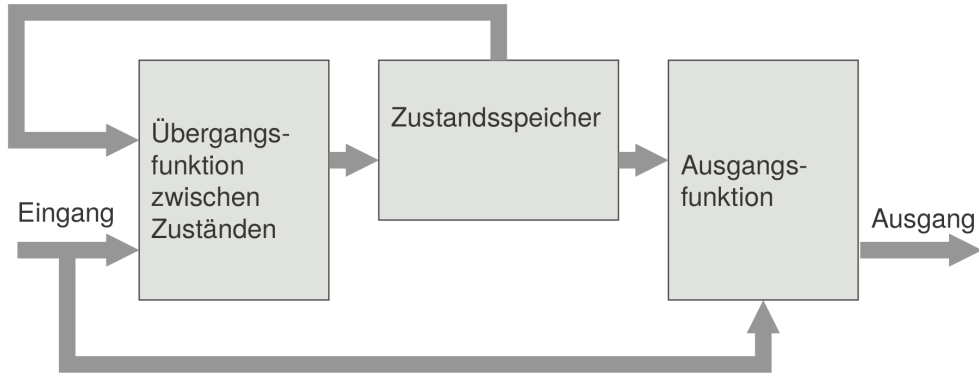 Eingang
Übergangs-
funktion
zwischen
Zuständen
Zustandsspeicher
Ausgangs-
funktion
Ausgang